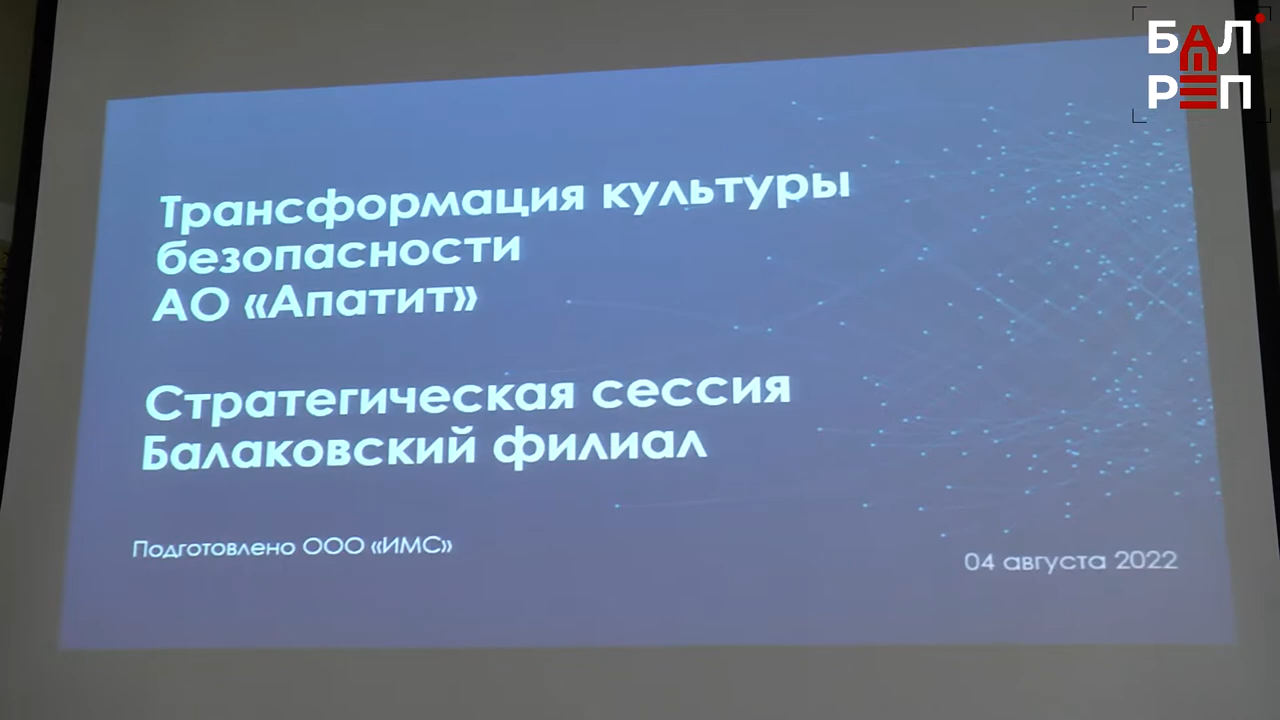 БАЛ
РЕП
Трансформация культуры
безопасности
АО «Апатит»
Стратегическая сессия
Балаковский филиал
Подготовлено ООО «ИМС»
04 августа 2022